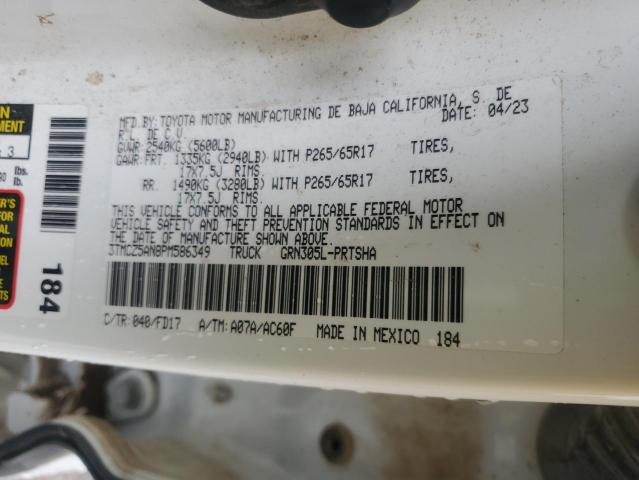 MFD.BY:TOYOTA MOTOR MANUFACTURING DE BAJA CALIFORNIA, S. DE
R.L. DE C.V. DATE: 04/23
GVWR 2540KG (5600LB)
GAWR:FRT. 1335KG (2940LB) WITH P265/65R17 TIRES,
17X7.5J RIMS.
RR. 1490KG (3280LB) WITH P265/65R17 TIRES,
17X7.5J RIMS.
THIS VEHICLE CONFORMS TO ALL APPLICABLE FEDERAL MOTOR
VEHICLE SAFETY AND THEFT PREVENTION STANDARDS IN EFFECT ON
THE DATE OF MANUFACTURE SHOWN ABOVE.
3TMCZ5AN8PM586349 TRUCK GRN305L-PRTSHA
C/TR:040/FD17 A/TM:A07A/AC60F MADE IN MEXICO 184
3
lbs.
lb.
184